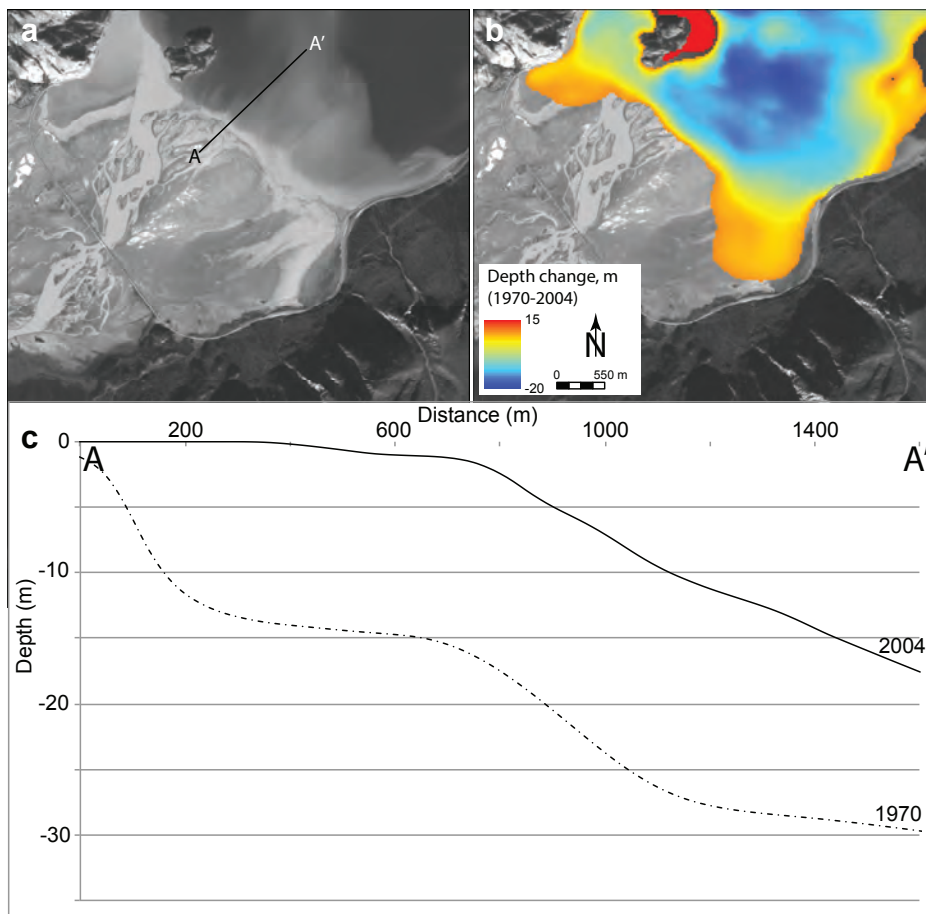 a
A'
A
b
Depth change, m
(1970-2004)
15
-20
N
0 550 m
c
Distance (m)
200 600 1000 1400
0
A
A'
-10
-20
-30
Depth (m)
2004
1970